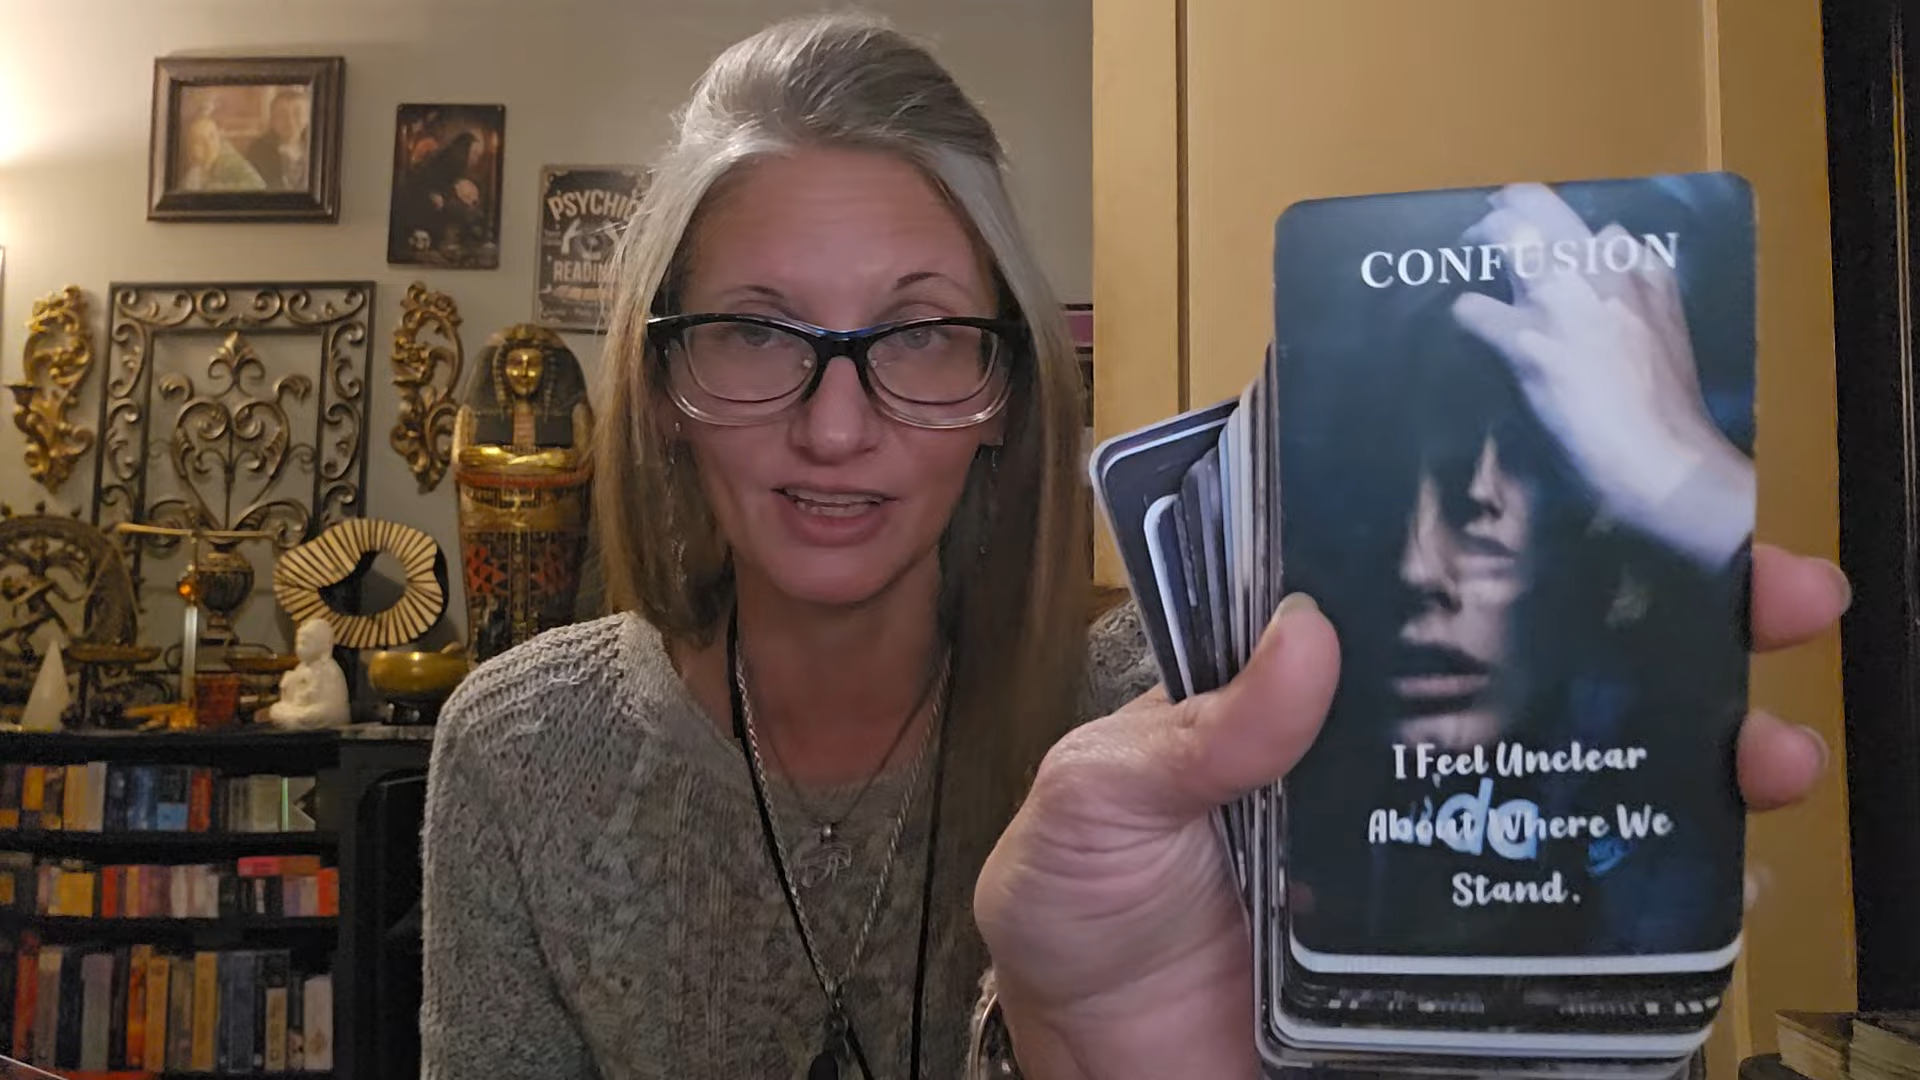 PSYCHIC
READING
CONFUSION
I Feel Unclear
About Where We
Stand.